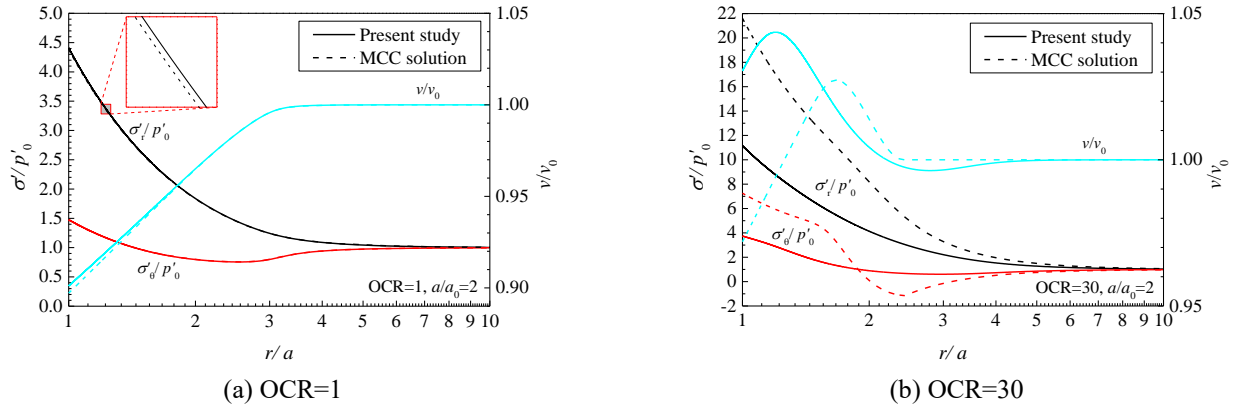 5.0
4.5
4.0
3.5
3.0
2.5
2.0
1.5
1.0
0.5
0.0
σ'/p'₀
1.05
1.00
0.95
0.90
v/v₀
Present study
MCC solution
v/v₀
σ'ᵣ/p'₀
σ'θ/p'₀
OCR=1, a/a₀=2
1 2 3 4 5 6 7 8 9 10
r/a
(a) OCR=1
22
20
18
16
14
12
10
8
6
4
2
0
-2
σ'/p'₀
1.05
1.00
0.95
v/v₀
Present study
MCC solution
v/v₀
σ'ᵣ/p'₀
σ'θ/p'₀
OCR=30, a/a₀=2
1 2 3 4 5 6 7 8 9 10
r/a
(b) OCR=30